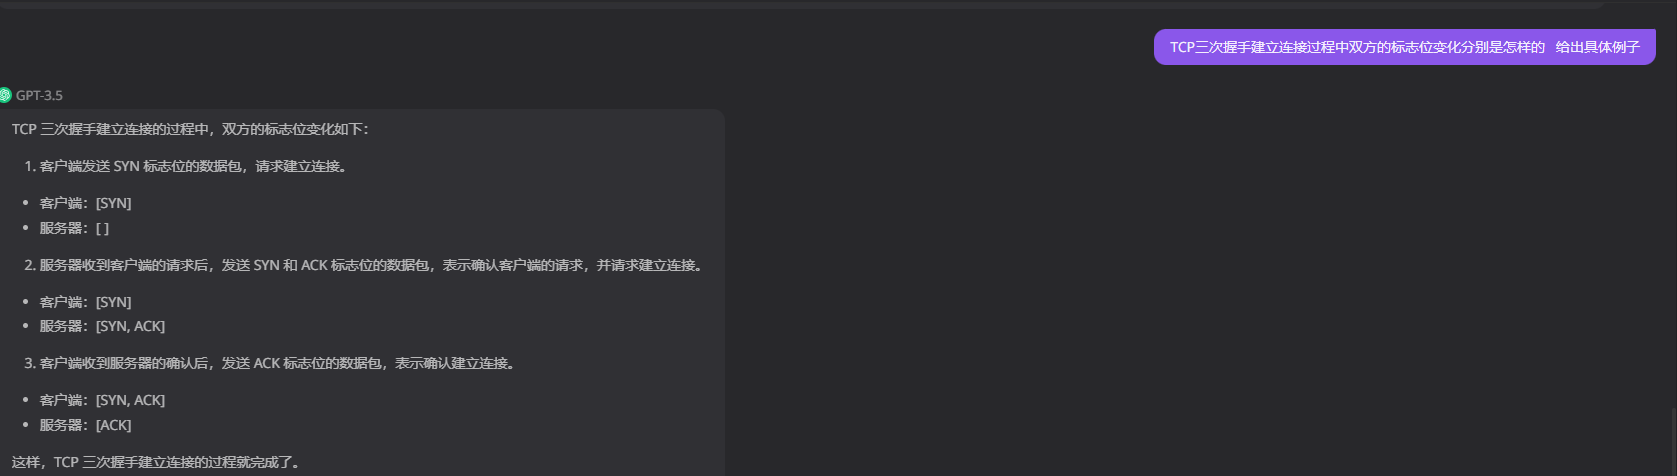 TCP三次握手建立连接过程中双方的标志位变化分别是怎样的 给出具体例子
GPT-3.5
TCP 三次握手建立连接的过程中，双方的标志位变化如下：
1. 客户端发送 SYN 标志位的数据包，请求建立连接。
• 客户端：[SYN]
• 服务器：[ ]
2. 服务器收到客户端的请求后，发送 SYN 和 ACK 标志位的数据包，表示确认客户端的请求，并请求建立连接。
• 客户端：[SYN]
• 服务器：[SYN, ACK]
3. 客户端收到服务器的确认后，发送 ACK 标志位的数据包，表示确认建立连接。
• 客户端：[SYN, ACK]
• 服务器：[ACK]
这样，TCP 三次握手建立连接的过程就完成了。